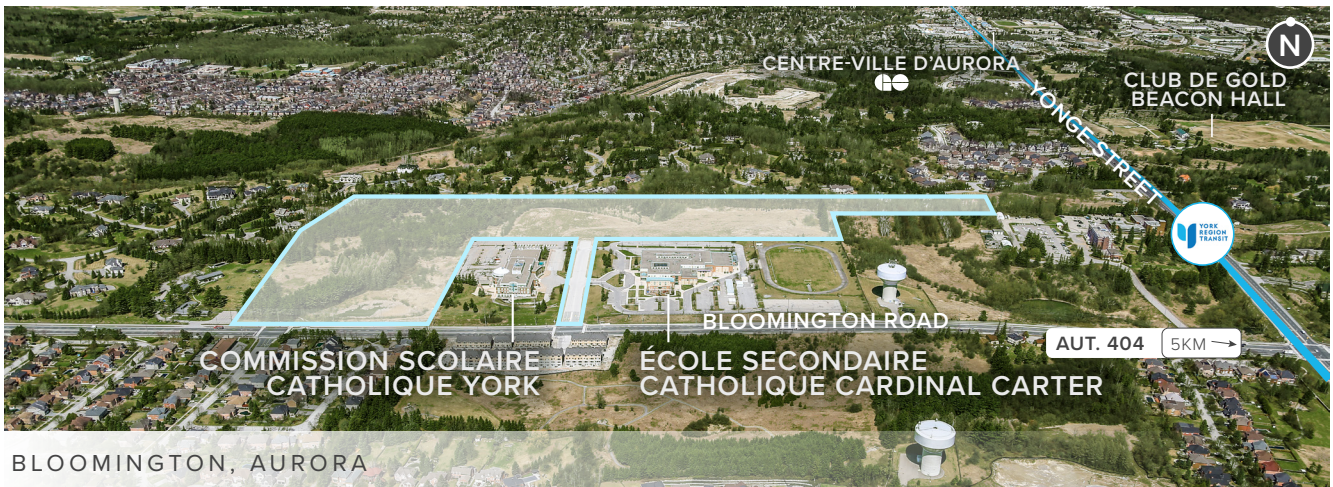 N
CENTRE-VILLE D'AURORA
GO
CLUB DE GOLD
BEACON HALL
YONGE STREET
YORK
REGION
TRANSIT
BLOOMINGTON ROAD
AUT. 404
5KM
COMMISSION SCOLAIRE
CATHOLIQUE YORK
ÉCOLE SECONDAIRE
CATHOLIQUE CARDINAL CARTER
BLOOMINGTON, AURORA